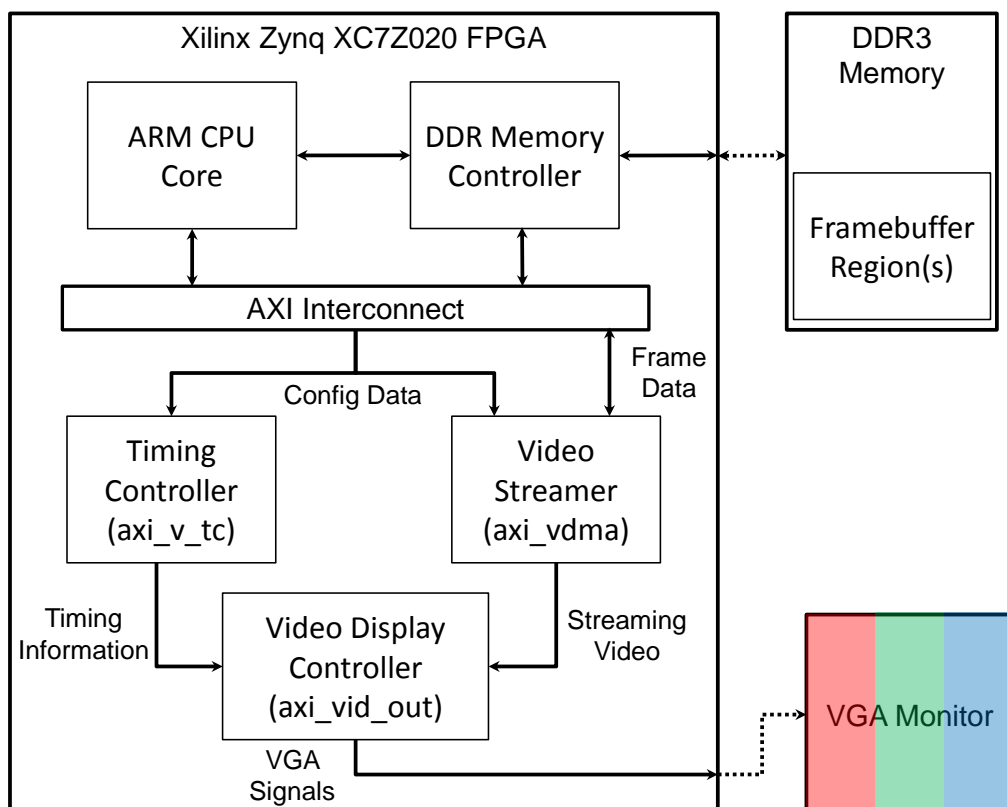 Xilinx Zynq XC7Z020 FPGA
DDR3
Memory
ARM CPU
Core
DDR Memory
Controller
Framebuffer
Region(s)
AXI Interconnect
Config Data
Frame
Data
Timing
Controller
(axi_v_tc)
Video
Streamer
(axi_vdma)
Timing
Information
Video Display
Controller
(axi_vid_out)
Streaming
Video
VGA Monitor
VGA
Signals